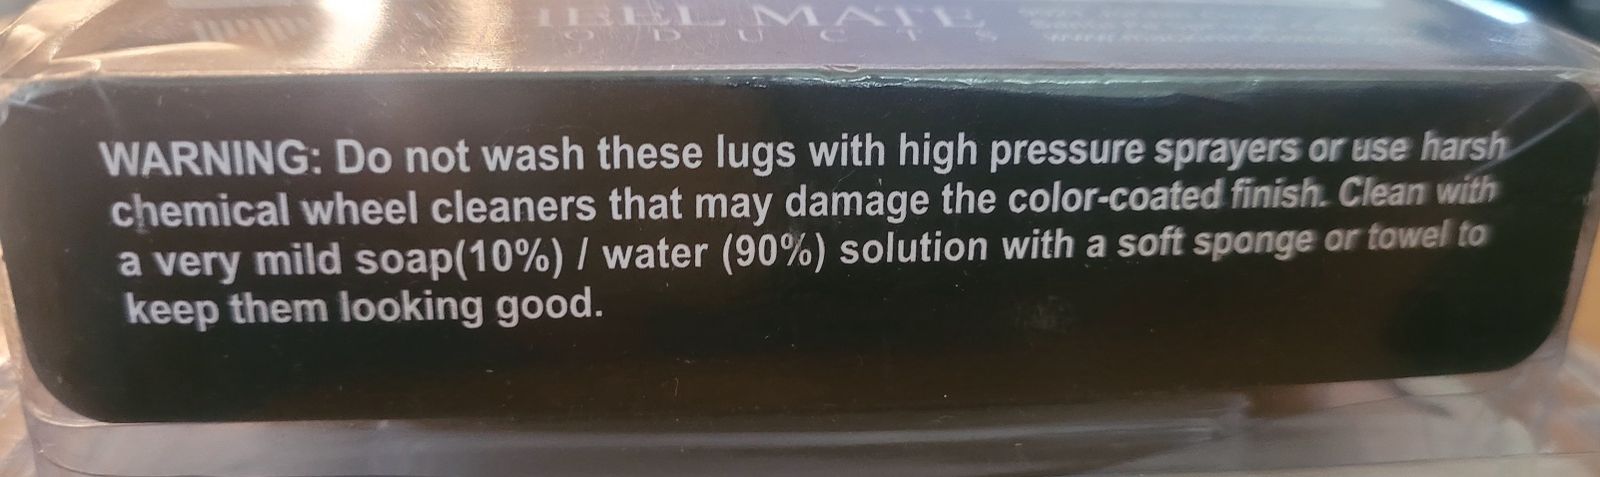 MATE
WARNING: Do not wash these lugs with high pressure sprayers or use harsh
chemical wheel cleaners that may damage the color-coated finish. Clean with
a very mild soap(10%) / water (90%) solution with a soft sponge or towel to
keep them looking good.